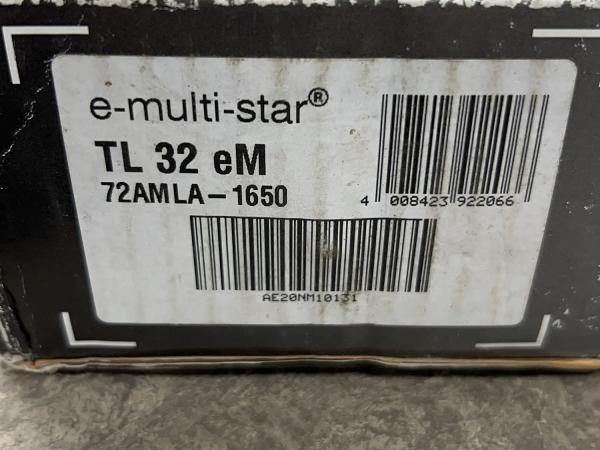 e-multi-star®
TL 32 eM
72AMLA-1650
4 008423 922066
AE20NM10131